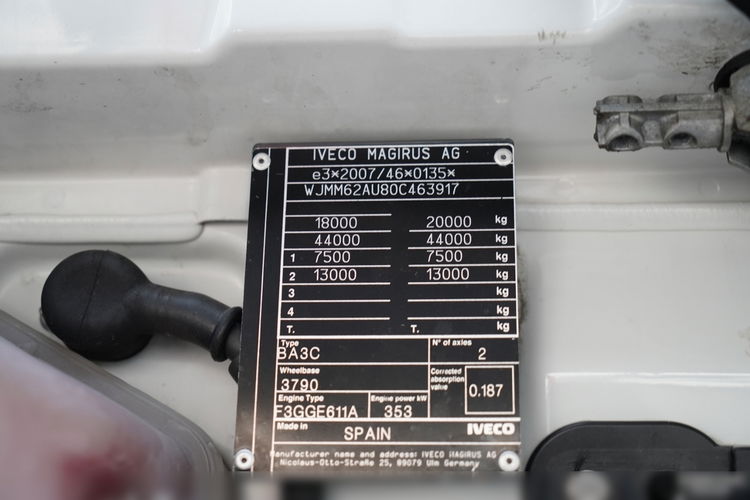 IVECO MAGIRUS AG
e3*2007/46*0135*
WJMM62AU80C463917
18000 20000 kg
44000 44000 kg
1 7500 7500 kg
2 13000 13000 kg
3 kg
4 kg
T. T. kg
Type N° of axles
BA3C 2
Wheelbase Corrected absorption value
3790 0.187
Engine Type Engine power kW
F3GGE611A 353
Made in SPAIN IVECO
Manufacturer name and address: IVECO MAGIRUS AG
Nicolaus-Otto-Straße 25, 89079 Ulm Germany